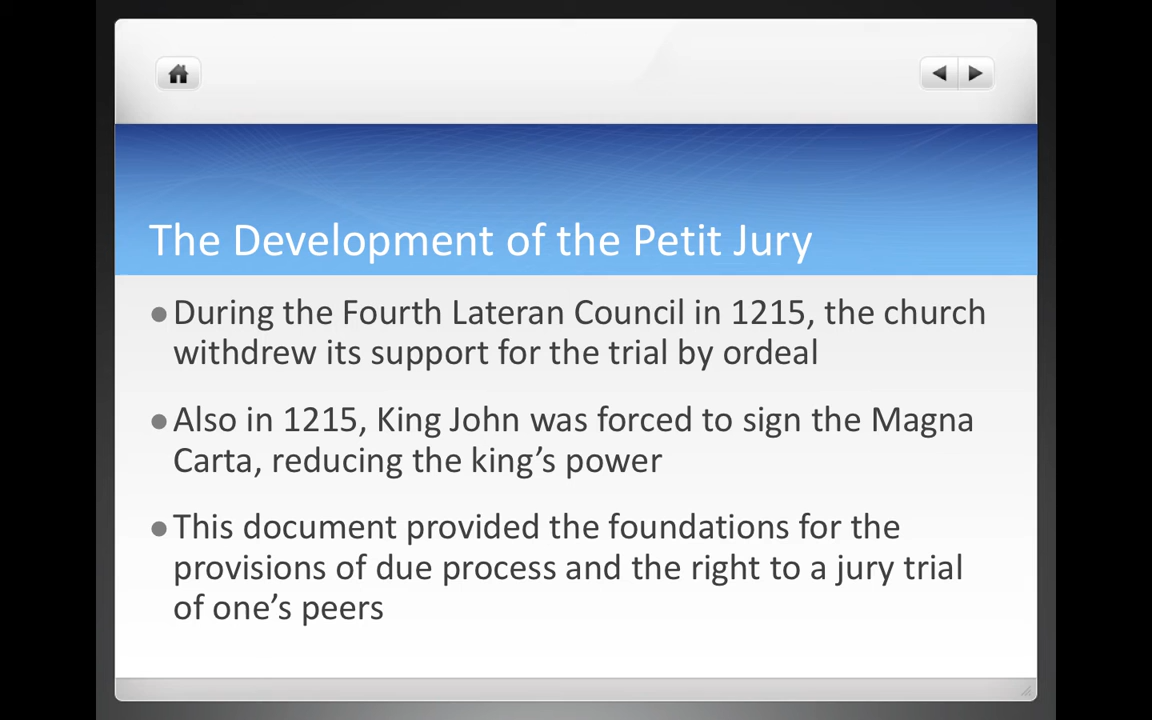 The Development of the Petit Jury
●During the Fourth Lateran Council in 1215, the church
withdrew its support for the trial by ordeal
●Also in 1215, King John was forced to sign the Magna
Carta, reducing the king’s power
●This document provided the foundations for the
provisions of due process and the right to a jury trial
of one’s peers